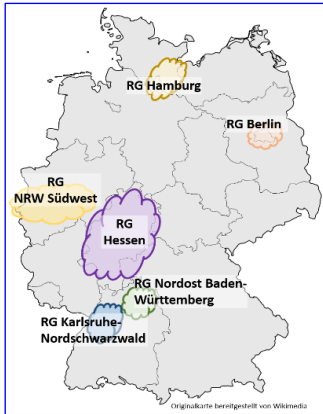 RG Hamburg
RG Berlin
RG
NRW Südwest
RG
Hessen
RG Nordost Baden-
Württemberg
RG Karlsruhe-
Nordschwarzwald
Originalkarte bereitgestellt von Wikimedia